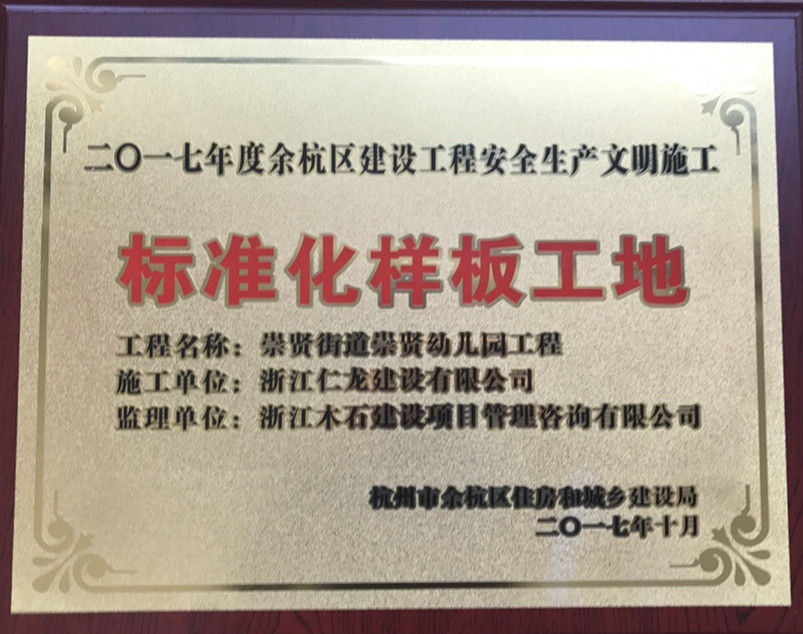 二〇一七年度余杭区建设工程安全生产文明施工
标准化样板工地
工程名称：崇贤街道崇贤幼儿园工程
施工单位：浙江仁龙建设有限公司
监理单位：浙江木石建设项目管理咨询有限公司
杭州市余杭区住房和城乡建设局
二〇一七年十月